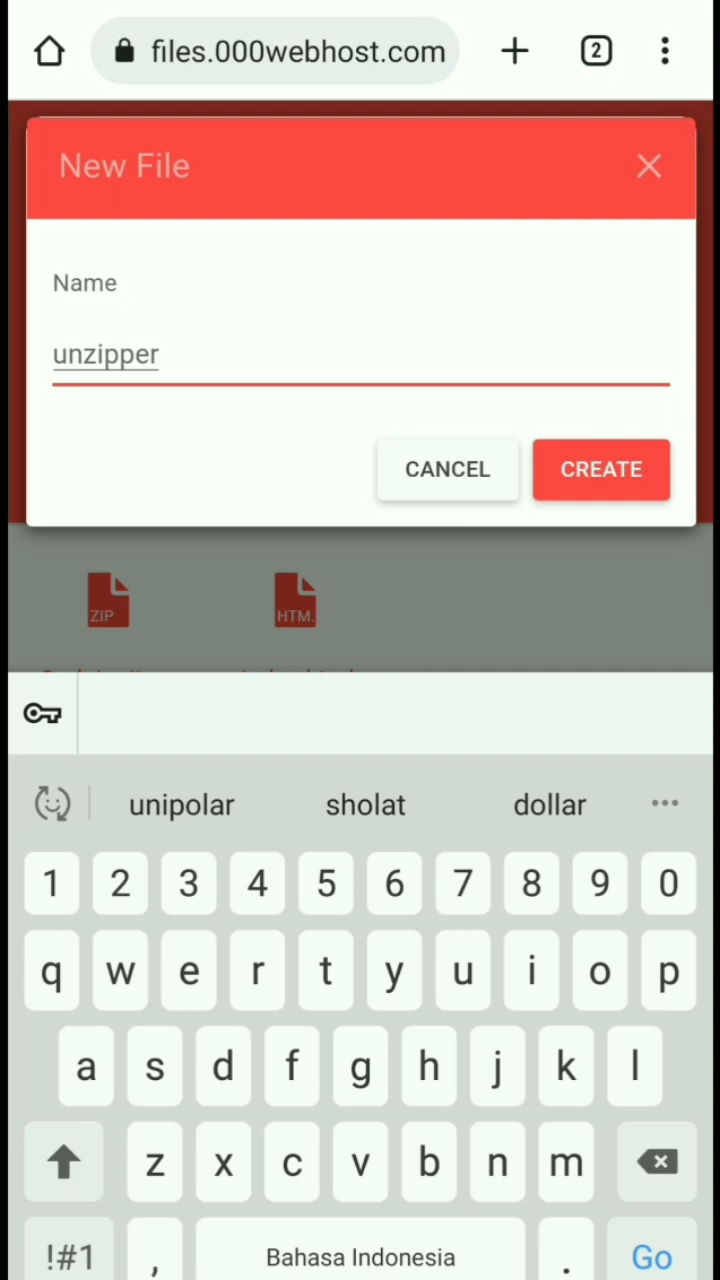 files.000webhost.com
2
New File
Name
unzipper
CANCEL
CREATE
ZIP
HTM.
unipolar sholat dollar
1 2 3 4 5 6 7 8 9 0
q w e r t y u i o p
a s d f g h j k l
z x c v b n m
!#1 , Bahasa Indonesia . Go